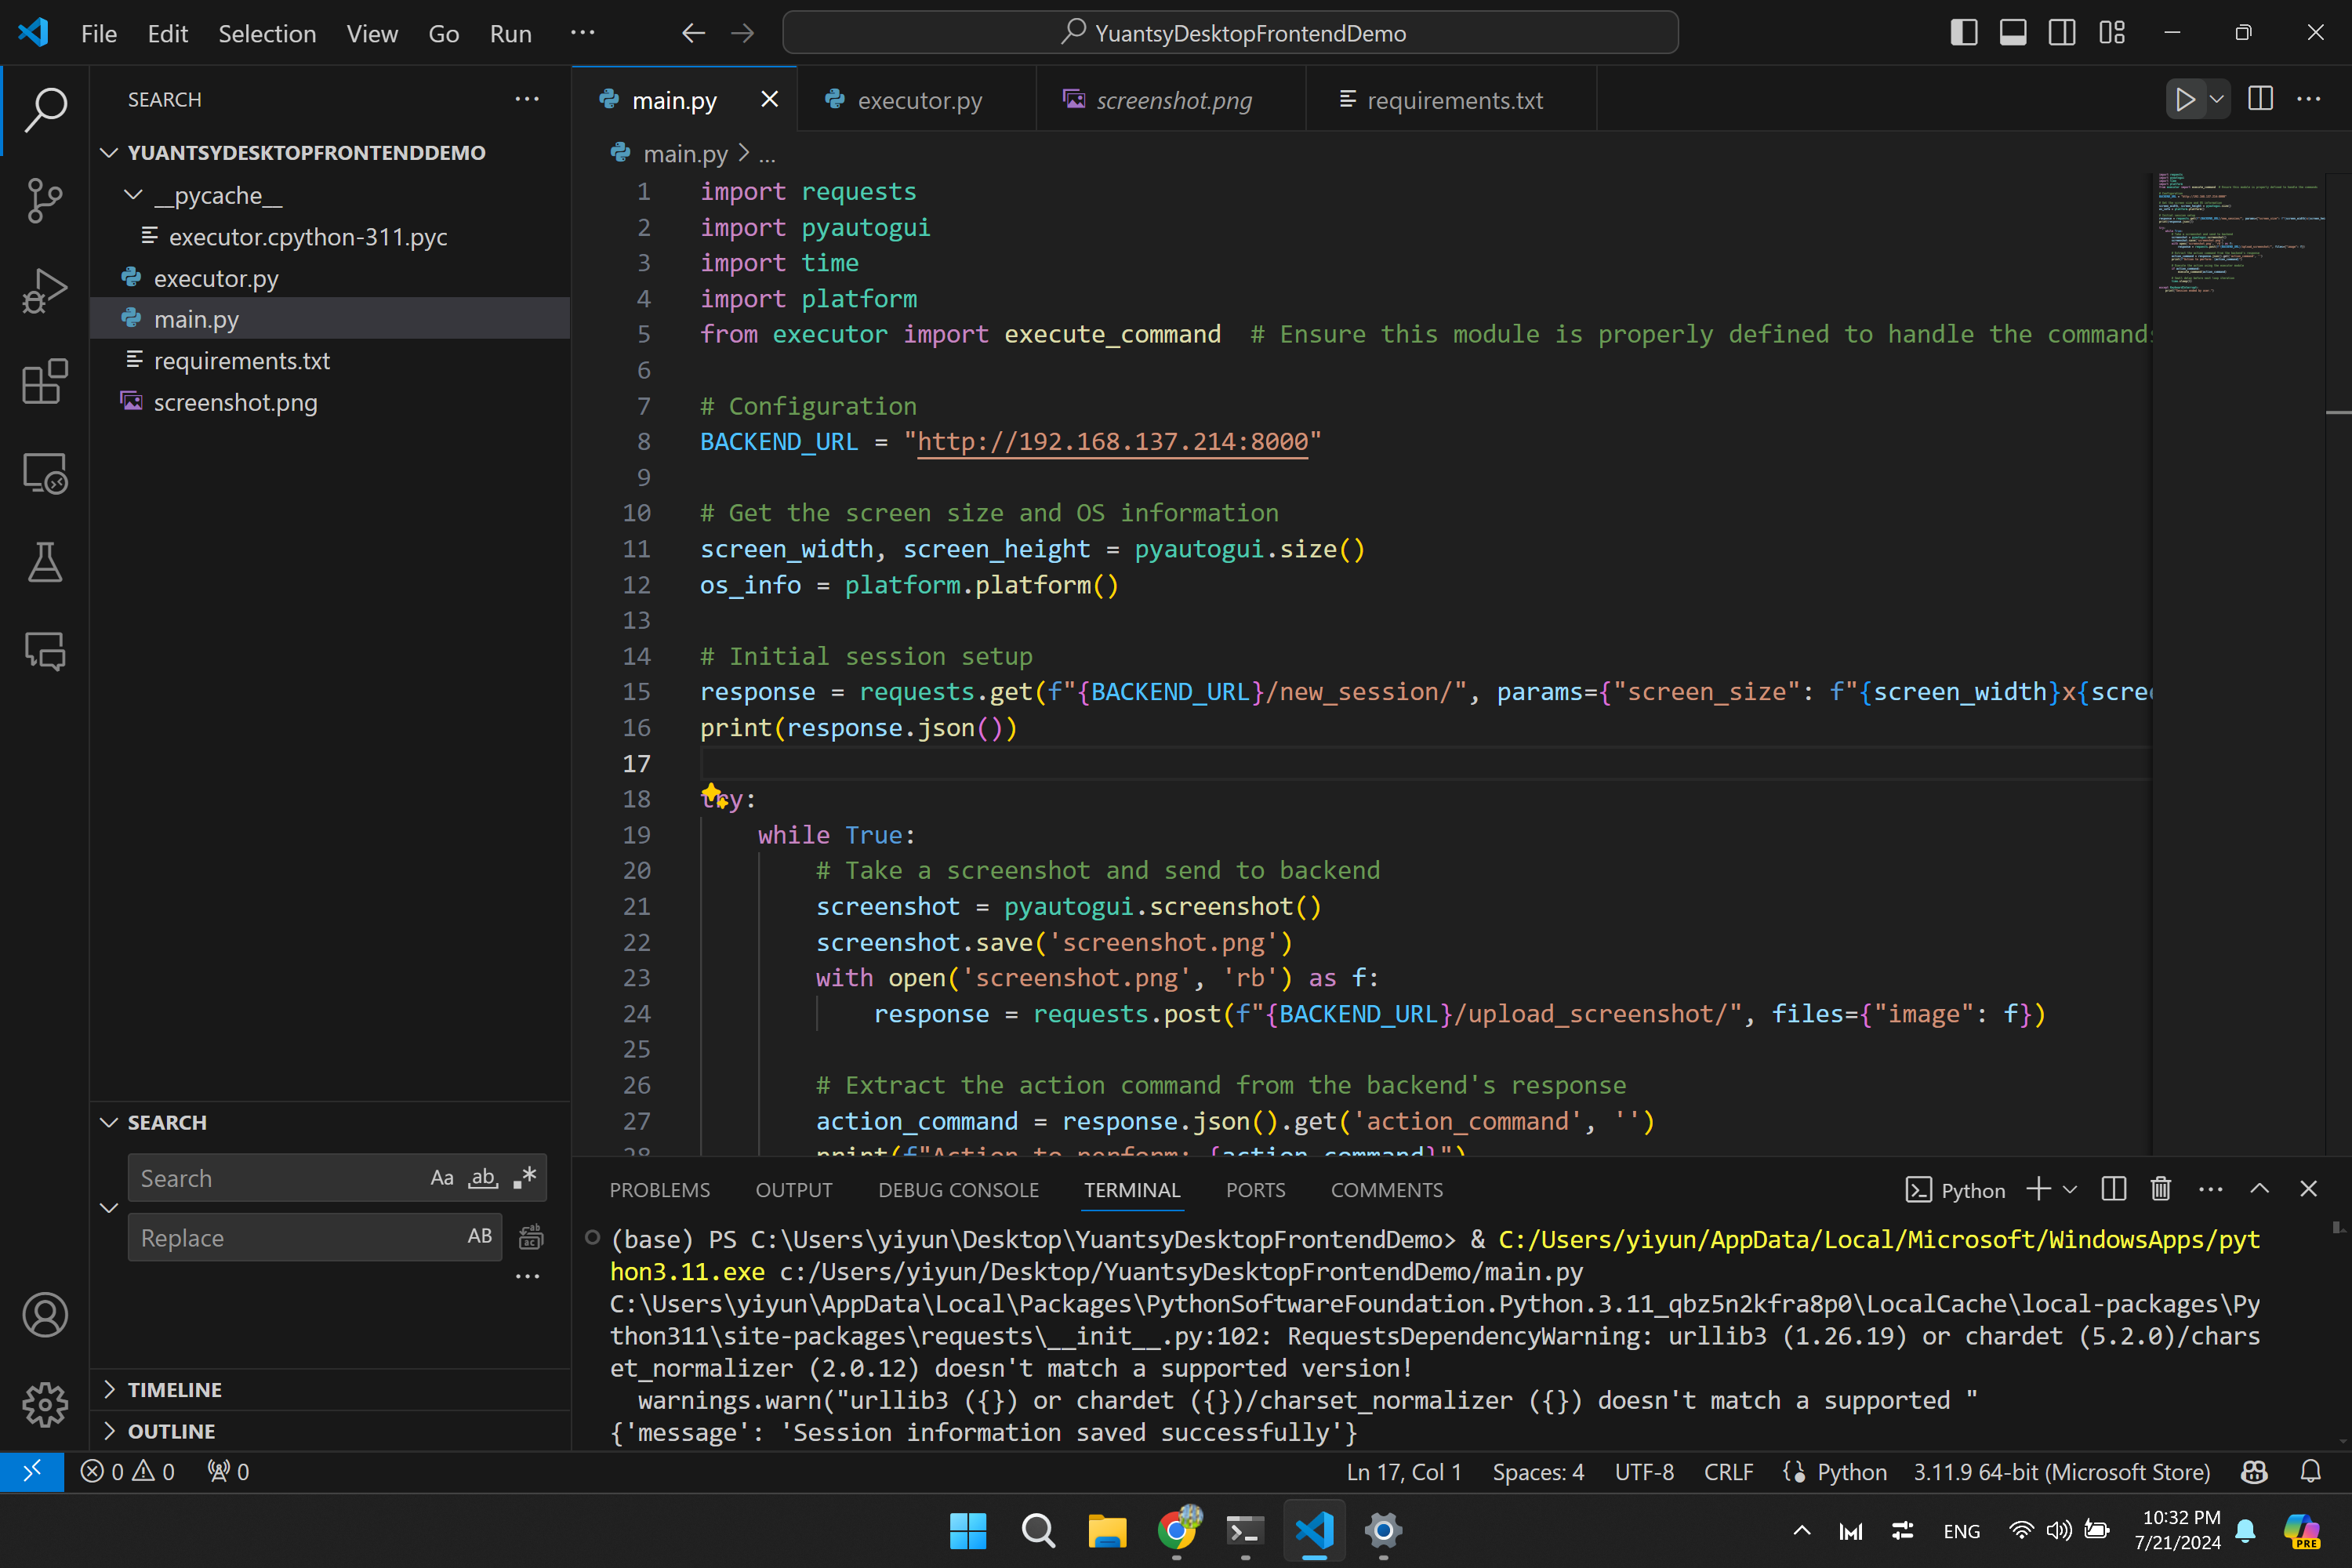 File Edit Selection View Go Run ···
YuantsyDesktopFrontendDemo
SEARCH
YUANTSYDESKTOPFRONTENDDEMO
__pycache__
executor.cpython-311.pyc
executor.py
main.py
requirements.txt
screenshot.png
SEARCH
Search Aa ab .*
Replace AB
TIMELINE
OUTLINE
main.py executor.py screenshot.png requirements.txt
main.py > ...
1 import requests
2 import pyautogui
3 import time
4 import platform
5 from executor import execute_command # Ensure this module is properly defined to handle the command
6
7 # Configuration
8 BACKEND_URL = "http://192.168.137.214:8000"
9
10 # Get the screen size and OS information
11 screen_width, screen_height = pyautogui.size()
12 os_info = platform.platform()
13
14 # Initial session setup
15 response = requests.get(f"{BACKEND_URL}/new_session/", params={"screen_size": f"{screen_width}x{scree
16 print(response.json())
17
18 try:
19 while True:
20 # Take a screenshot and send to backend
21 screenshot = pyautogui.screenshot()
22 screenshot.save('screenshot.png')
23 with open('screenshot.png', 'rb') as f:
24 response = requests.post(f"{BACKEND_URL}/upload_screenshot/", files={"image": f})
25
26 # Extract the action command from the backend's response
27 action_command = response.json().get('action_command', '')
28 print(f"Action to perform: {action_command}")
PROBLEMS OUTPUT DEBUG CONSOLE TERMINAL PORTS COMMENTS
Python
(base) PS C:\Users\yiyun\Desktop\YuantsyDesktopFrontendDemo> & C:/Users/yiyun/AppData/Local/Microsoft/WindowsApps/pyt
hon3.11.exe c:/Users/yiyun/Desktop/YuantsyDesktopFrontendDemo/main.py
C:\Users\yiyun\AppData\Local\Packages\PythonSoftwareFoundation.Python.3.11_qbz5n2kfra8p0\LocalCache\local-packages\Py
thon311\site-packages\requests\__init__.py:102: RequestsDependencyWarning: urllib3 (1.26.19) or chardet (5.2.0)/chars
et_normalizer (2.0.12) doesn't match a supported version!
warnings.warn("urllib3 ({}) or chardet ({})/charset_normalizer ({}) doesn't match a supported "
{'message': 'Session information saved successfully'}
0 0 0
Ln 17, Col 1 Spaces: 4 UTF-8 CRLF Python 3.11.9 64-bit (Microsoft Store)
ENG
10:32 PM
7/21/2024
PRE